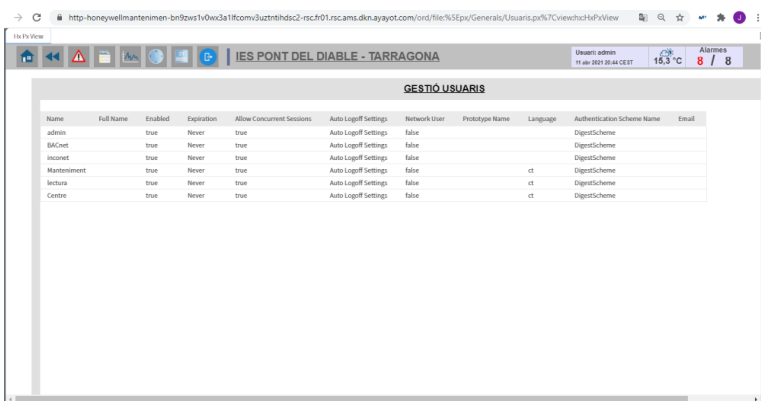 http-honeywellmantenimen-bn9zws1v0wx3a1lfcomv3uztntihdsc2-rsc.fr01.rsc.ams.dkn.ayayot.com/ord/file:%5Epx/Generals/Usuaris.px%7Cview:hx:HxPxView
J
Hx Px View
IES PONT DEL DIABLE - TARRAGONA
Usuari: admin
11 abr 2021 20:44 CEST
15,3 °C
Alarmes
8 / 8
GESTIÓ USUARIS
Name Full Name Enabled Expiration Allow Concurrent Sessions Auto Logoff Settings Network User Prototype Name Language Authentication Scheme Name Email
admin true Never true Auto Logoff Settings false DigestScheme
BACnet true Never true Auto Logoff Settings false DigestScheme
inconet true Never true Auto Logoff Settings false DigestScheme
Manteniment true Never true Auto Logoff Settings false ct DigestScheme
lectura true Never true Auto Logoff Settings false ct DigestScheme
Centre true Never true Auto Logoff Settings false ct DigestScheme